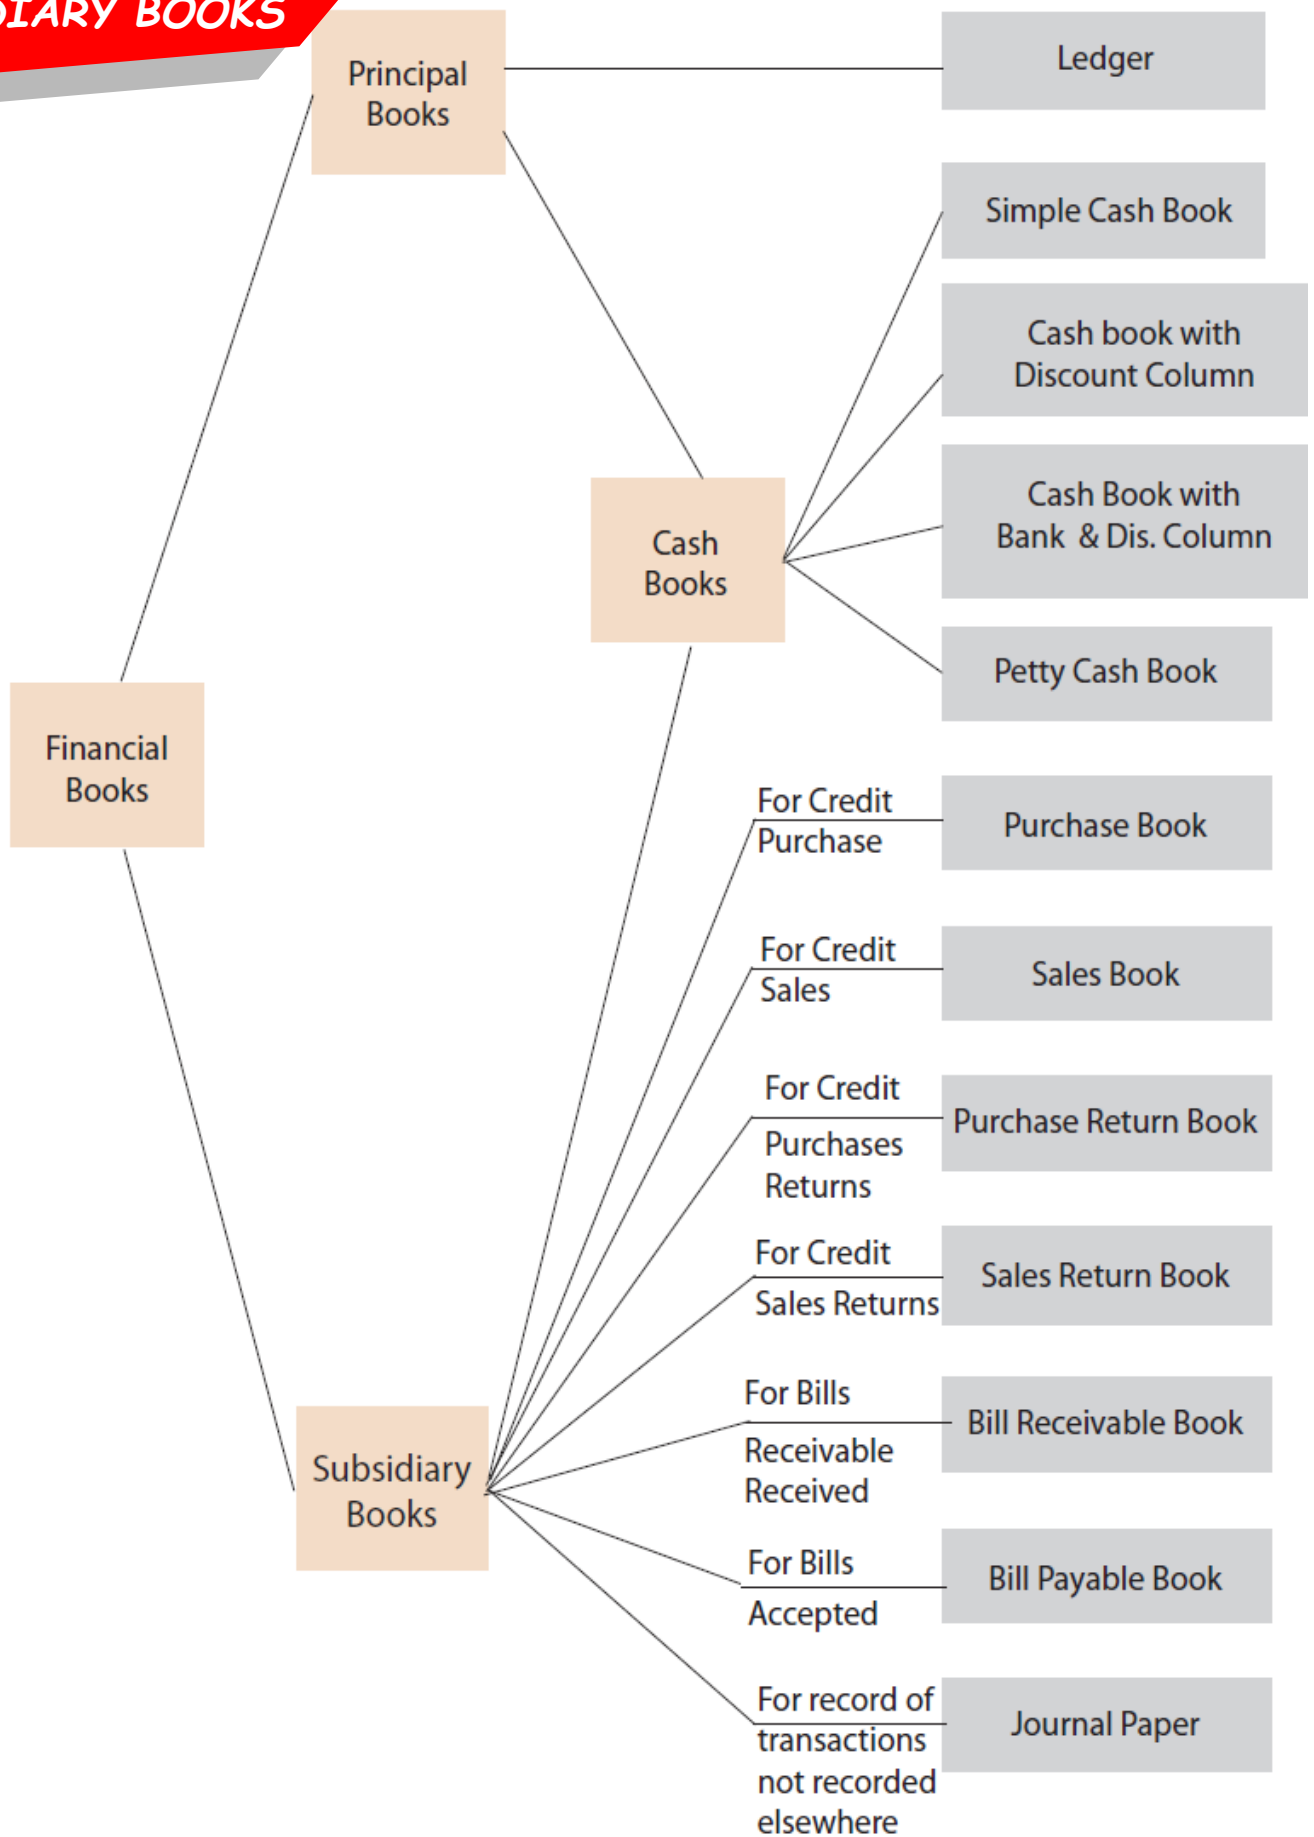 DIARY BOOKS
Principal
Books
Ledger
Simple Cash Book
Cash book with
Discount Column
Cash Book with
Bank & Dis. Column
Cash
Books
Petty Cash Book
Financial
Books
For Credit
Purchase
Purchase Book
For Credit
Sales
Sales Book
For Credit
Purchases
Returns
Purchase Return Book
For Credit
Sales Returns
Sales Return Book
For Bills
Receivable
Received
Bill Receivable Book
Subsidiary
Books
For Bills
Accepted
Bill Payable Book
For record of
transactions
not recorded
elsewhere
Journal Paper